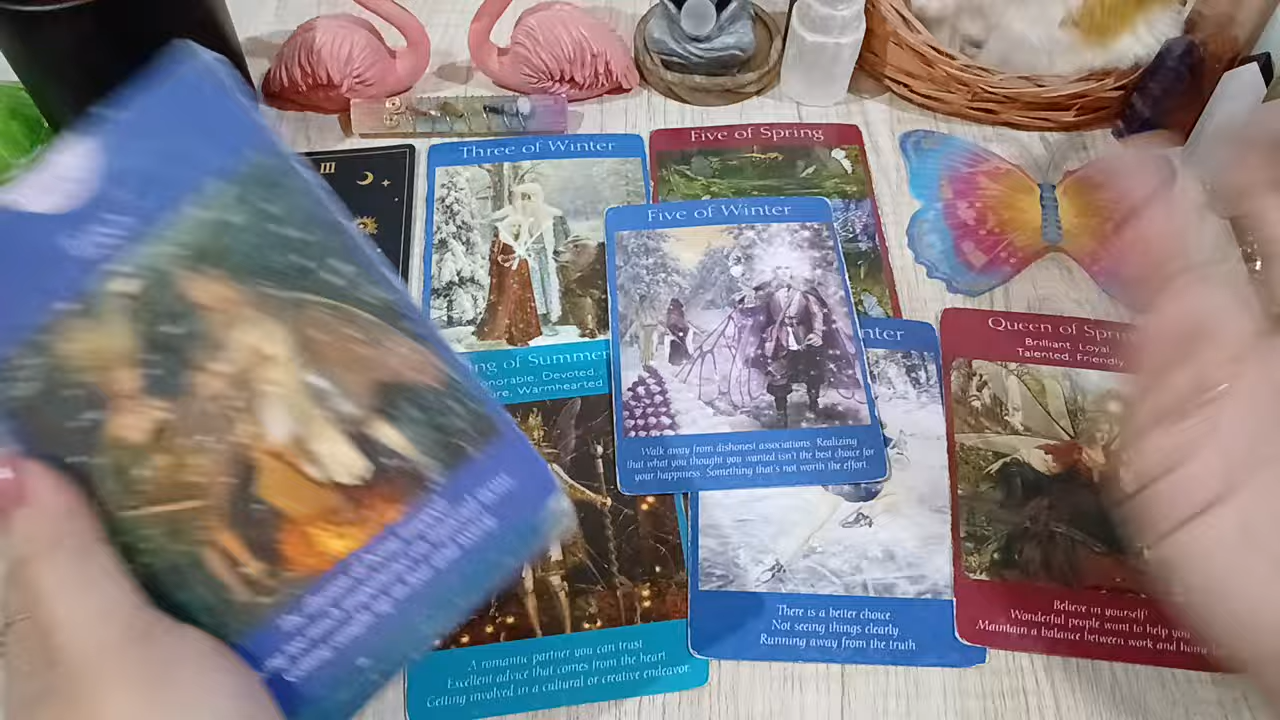 III
Three of Winter
Five of Spring
Five of Winter
Walk away from dishonest associations. Realizing
that what you thought you wanted isn't the best choice for
your happiness. Something that's not worth the effort.
ng of Summer
onorable, Devoted,
ure, Warmhearted
A romantic partner you can trust
Excellent advice that comes from the heart
Getting involved in a cultural or creative endeavor.
nter
There is a better choice.
Not seeing things clearly
Running away from the truth
Queen of Spri
Brilliant, Loyal,
Talented, Friendly
Believe in yourself!
Wonderful people want to help you
Maintain a balance between work and home